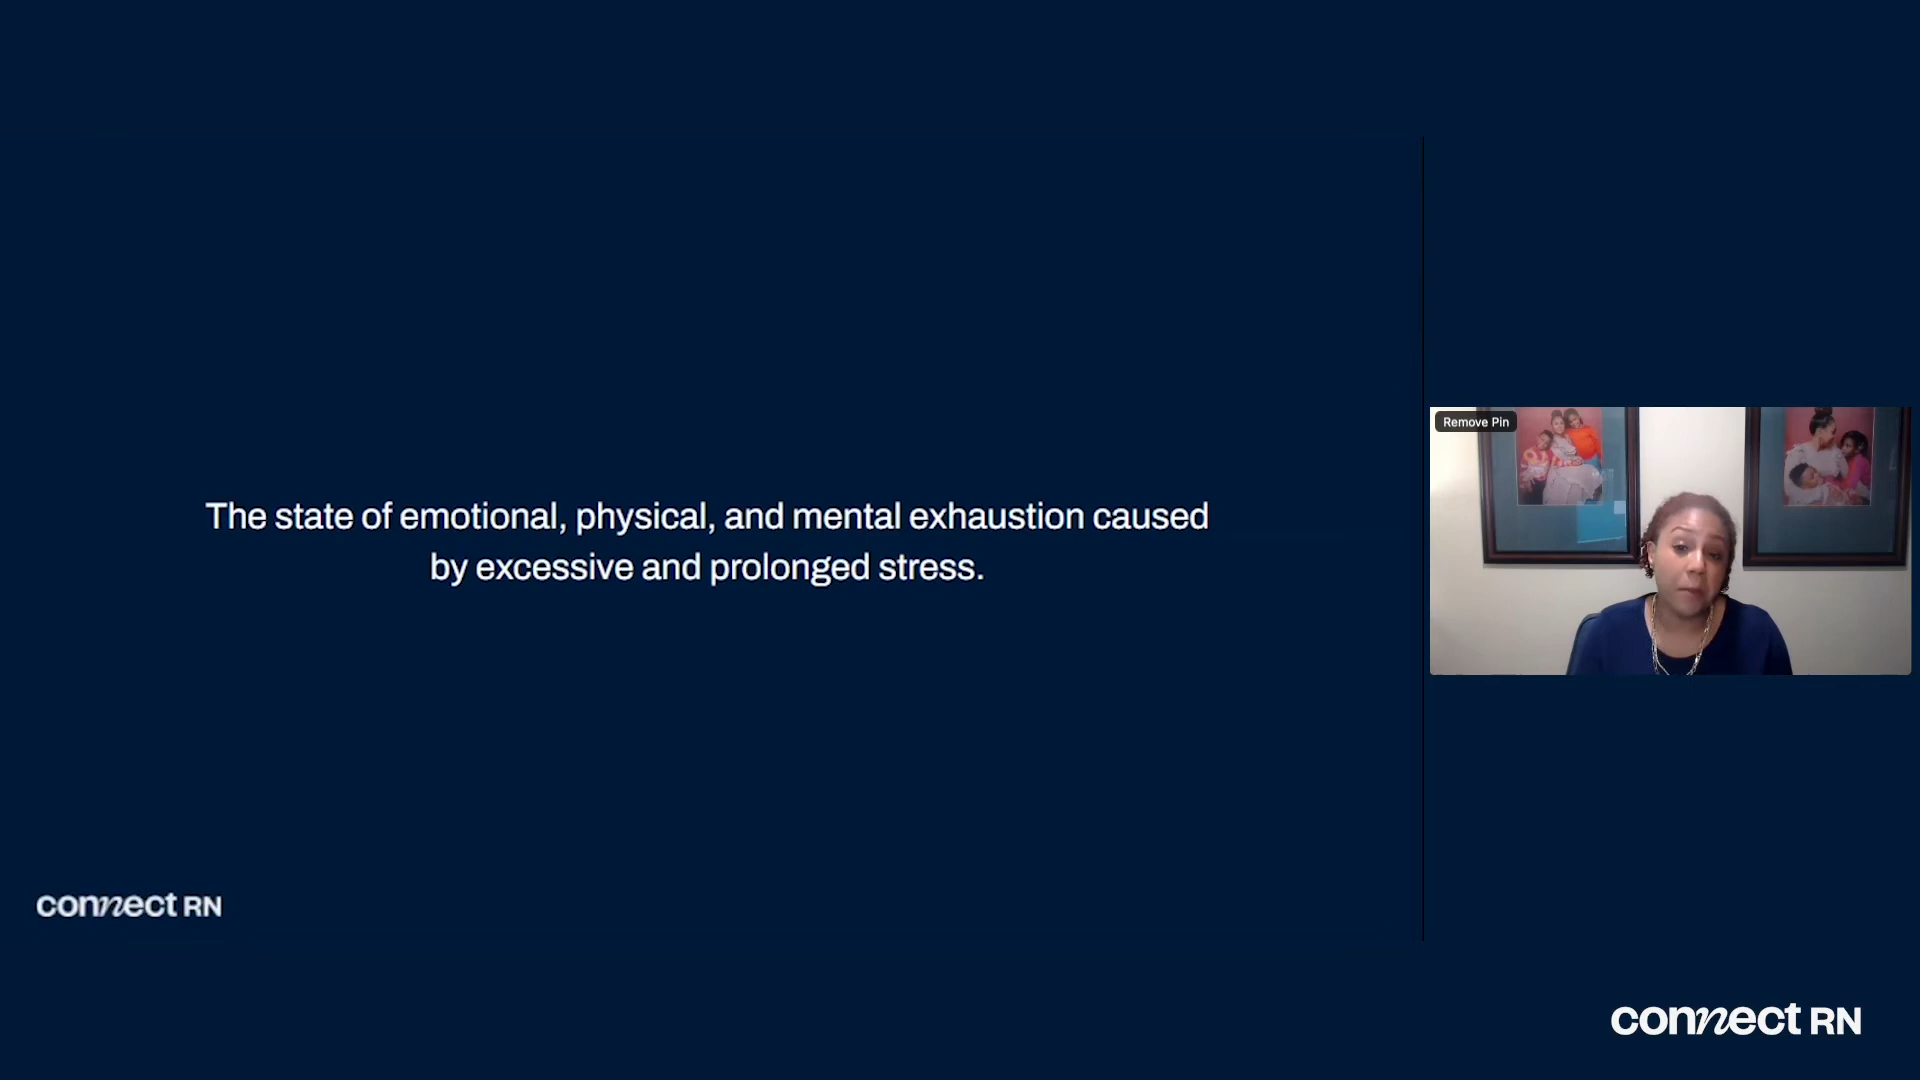 The state of emotional, physical, and mental exhaustion caused
by excessive and prolonged stress.
Remove Pin
connect RN
connect RN